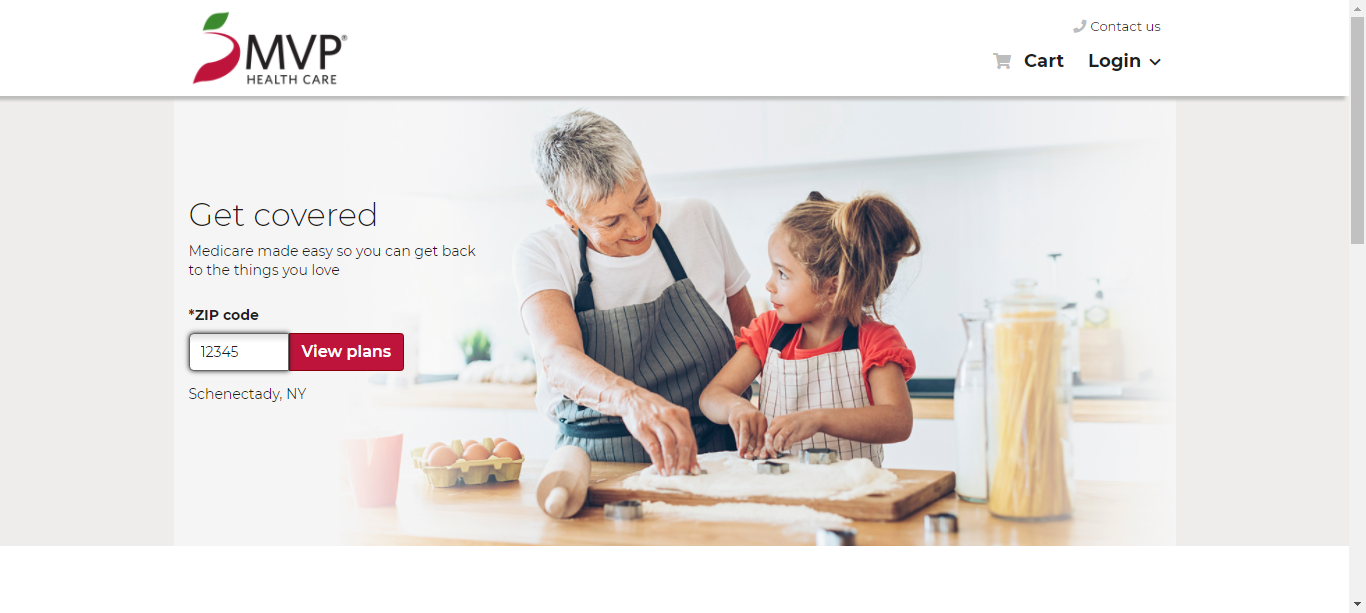 MVP®
HEALTH CARE
Contact us
Cart
Login
Get covered
Medicare made easy so you can get back
to the things you love
*ZIP code
12345
View plans
Schenectady, NY